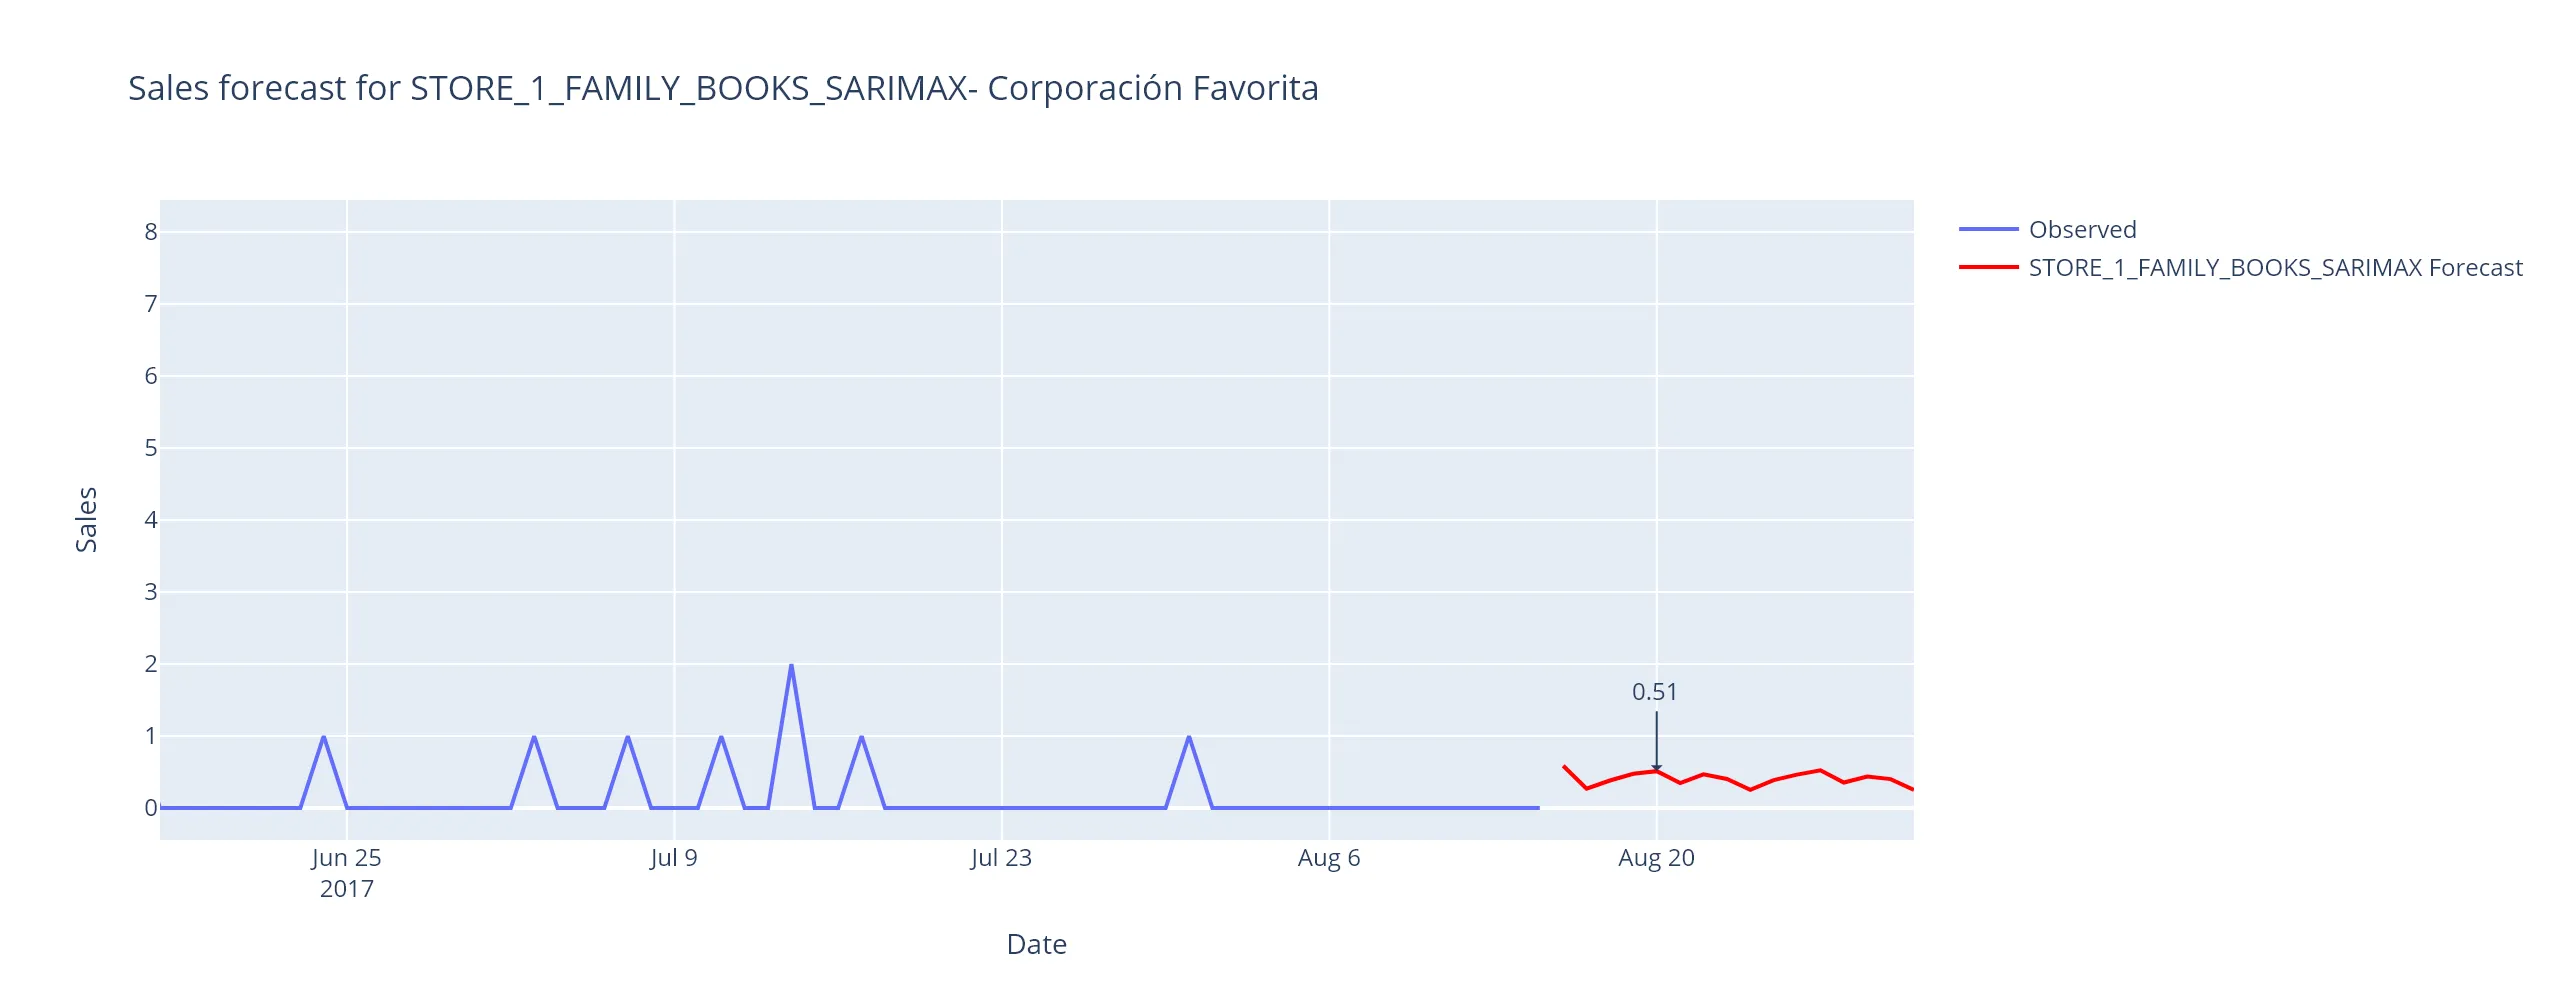 Sales forecast for STORE_1_FAMILY_BOOKS_SARIMAX- Corporación Favorita
Observed
STORE_1_FAMILY_BOOKS_SARIMAX Forecast
8
7
6
5
4
3
2
1
0
Sales
0.51
Jun 25
2017
Jul 9
Jul 23
Aug 6
Aug 20
Date